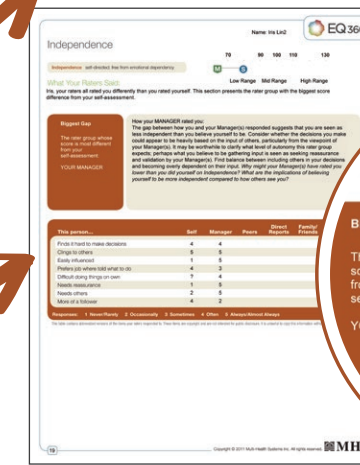 Name: Iris Lin2
EQ360
Independence
70 90 100 110 130
Independence self-directed; free from emotional dependency.
M S
Low Range Mid Range High Range
What Your Raters Said:
Iris, your raters all rated you differently than you rated yourself. This section presents the rater group with the biggest score
difference from your self-assessment.
Biggest Gap
The rater group whose
score is most different
from your
self-assessment:
YOUR MANAGER
How your MANAGER rated you:
The gap between how you and your Manager(s) responded suggests that you are seen as
less independent than you believe yourself to be. Consider whether the decisions you make
could appear to be heavily based on the input of others, particularly from the viewpoint of
your Manager(s). It may be worthwhile to clarify what level of autonomy this rater group
expects; perhaps what you believe to be gathering input is seen as seeking reassurance
and validation by your Manager(s). Find balance between including others in your decisions
and becoming overly dependent on their input. Why might your Manager(s) have rated you
lower than you did yourself on Independence? What are the implications of believing
yourself to be more independent compared to how others see you?
This person... Self Manager Peers Direct Reports Family/ Friends
Finds it hard to make decisions 4 4
Clings to others 5 5
Easily influenced 1 5
Prefers job where told what to do 4 3
Difficult doing things on own ? 4
Needs reassurance 1 5
Needs others 2 5
More of a follower 4 2
Responses: 1 Never/Rarely 2 Occasionally 3 Sometimes 4 Often 5 Always/Almost Always
19
Copyright © 2011 Multi-Health Systems Inc. All rights reserved.
MH